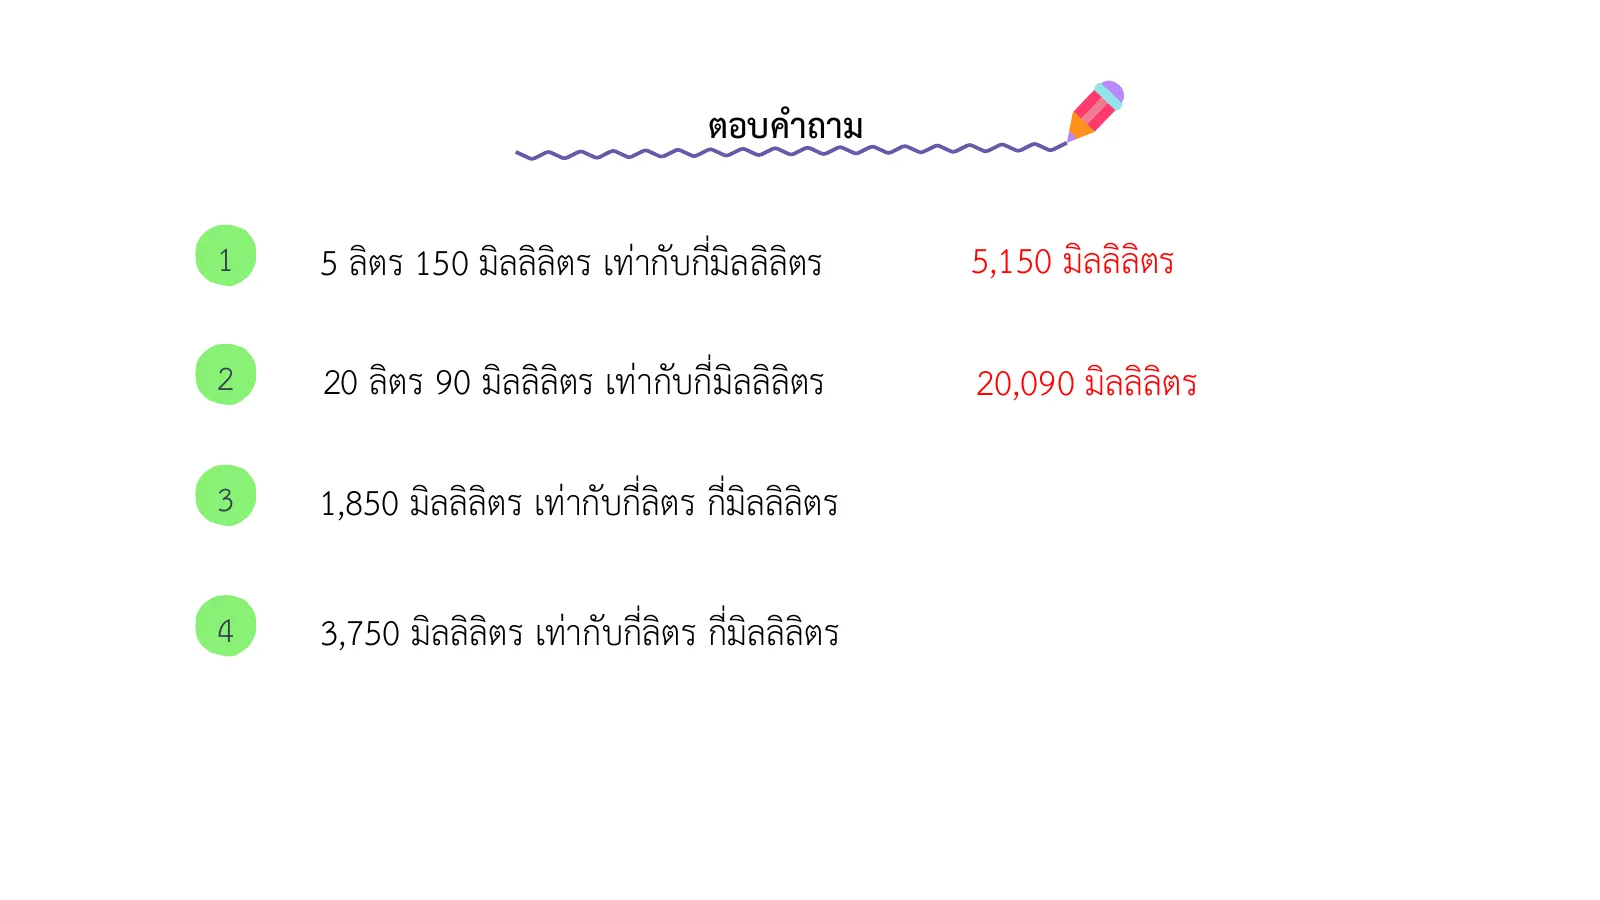 ตอบคำถาม
1 5 ลิตร 150 มิลลิลิตร เท่ากับกี่มิลลิลิตร 5,150 มิลลิลิตร
2 20 ลิตร 90 มิลลิลิตร เท่ากับกี่มิลลิลิตร 20,090 มิลลิลิตร
3 1,850 มิลลิลิตร เท่ากับกี่ลิตร กี่มิลลิลิตร
4 3,750 มิลลิลิตร เท่ากับกี่ลิตร กี่มิลลิลิตร